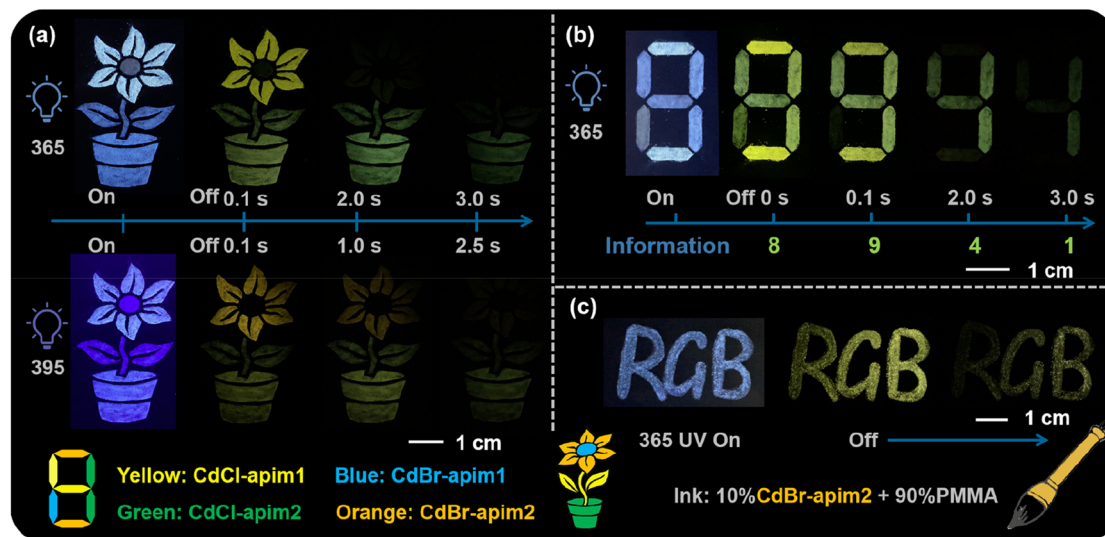 (a)
365
On Off 0.1 s 2.0 s 3.0 s
On Off 0.1 s 1.0 s 2.5 s
395
1 cm
Yellow: CdCl-apim1 Blue: CdBr-apim1
Green: CdCl-apim2 Orange: CdBr-apim2
(b)
365
On Off 0 s 0.1 s 2.0 s 3.0 s
Information 8 9 4 1
1 cm
(c)
RGB RGB RGB
1 cm
365 UV On Off
Ink: 10%CdBr-apim2 + 90%PMMA